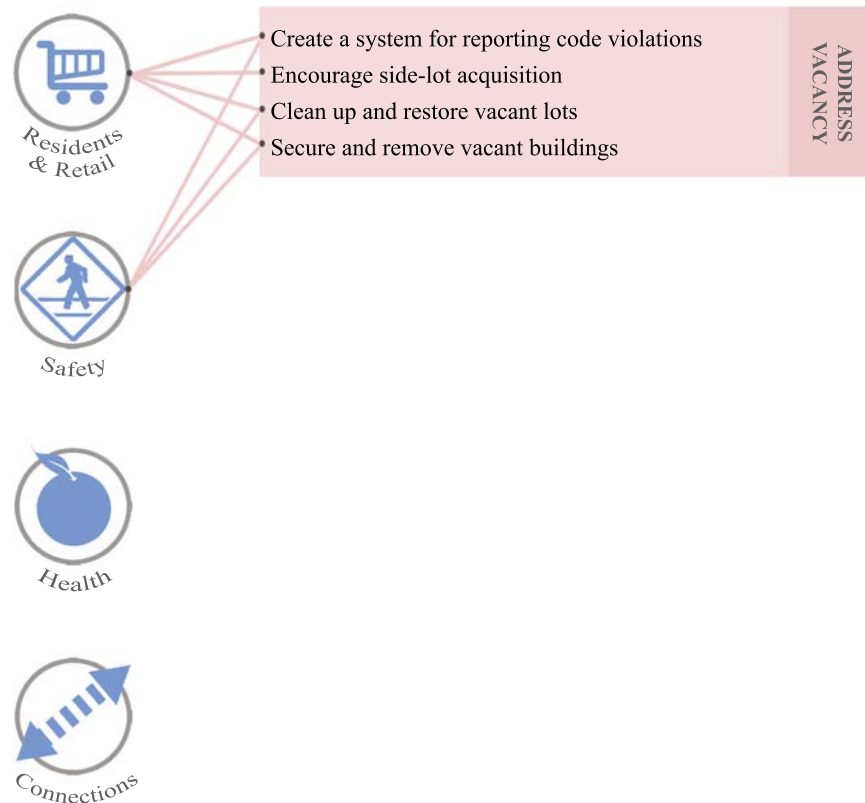 Create a system for reporting code violations
Encourage side-lot acquisition
Clean up and restore vacant lots
Secure and remove vacant buildings
ADDRESS
VACANCY
Residents
& Retail
Safety
Health
Connections